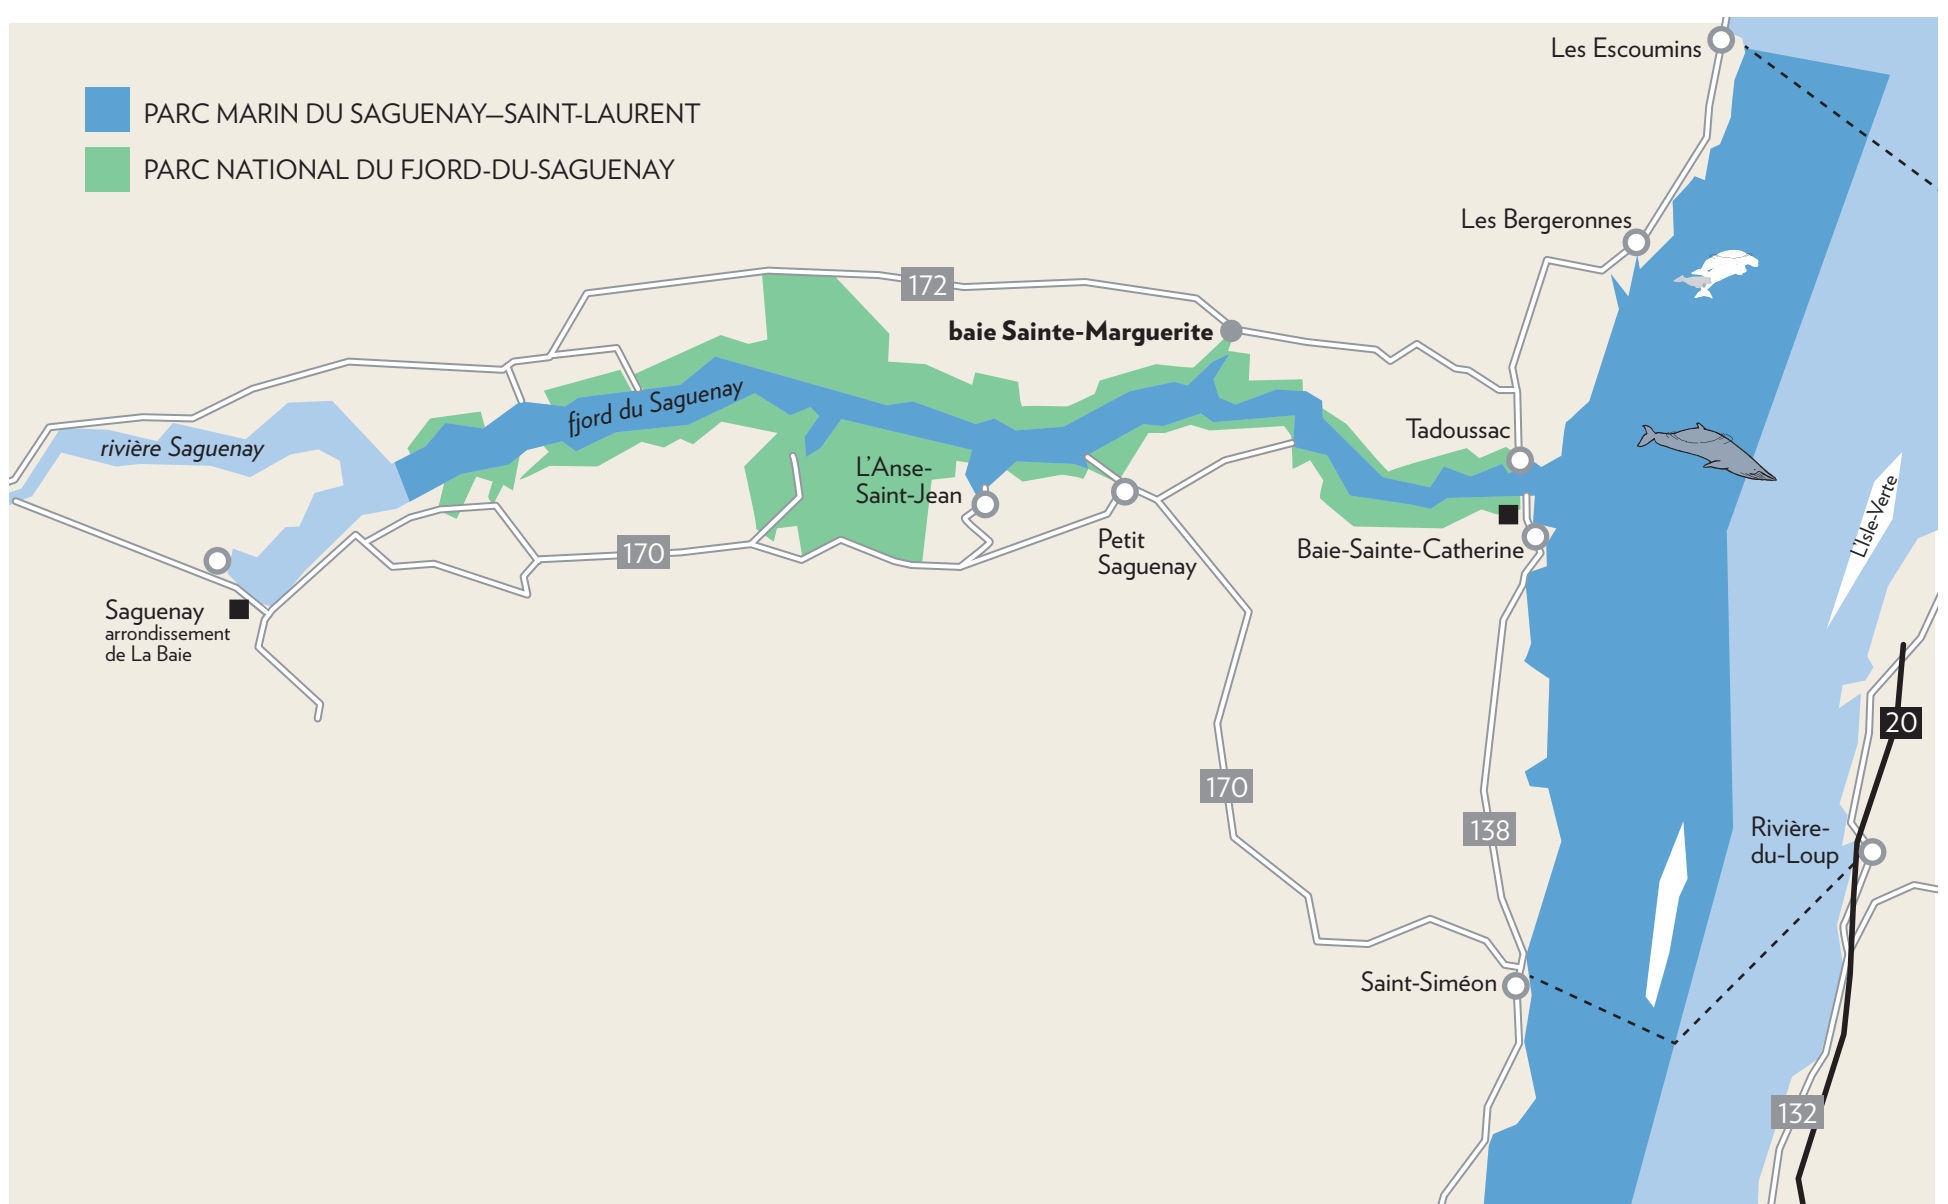 Les Escoumins
PARC MARIN DU SAGUENAY—SAINT-LAURENT
PARC NATIONAL DU FJORD-DU-SAGUENAY
Les Bergeronnes
172
baie Sainte-Marguerite
fjord du Saguenay
rivière Saguenay
Tadoussac
L'Anse-
Saint-Jean
L'Isle-Verte
170
Petit
Saguenay
Baie-Sainte-Catherine
Saguenay
arrondissement
de La Baie
20
170
138
Rivière-
du-Loup
Saint-Siméon
132